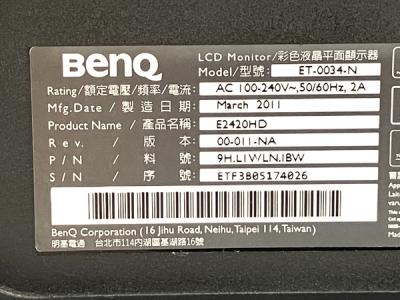 BenQ
LCD Monitor/彩色液晶平面顯示器
Model/型號: ET-0034-N
Rating/額定電壓/頻率/電流: AC 100-240V~,50/60Hz, 2A
Mfg.Date / 製造日期: March 2011
Product Name / 產品名稱: E2420HD
Rev. / 版本: 00-011-NA
P/N / 料號: 9H.L1WLN.IBW
S/N / 序號: ETF3B05174026
BenQ Corporation (16 Jihu Road, Neihu,Taipei 114,Taiwan)
明基電通 台北市114內湖區基湖路16號